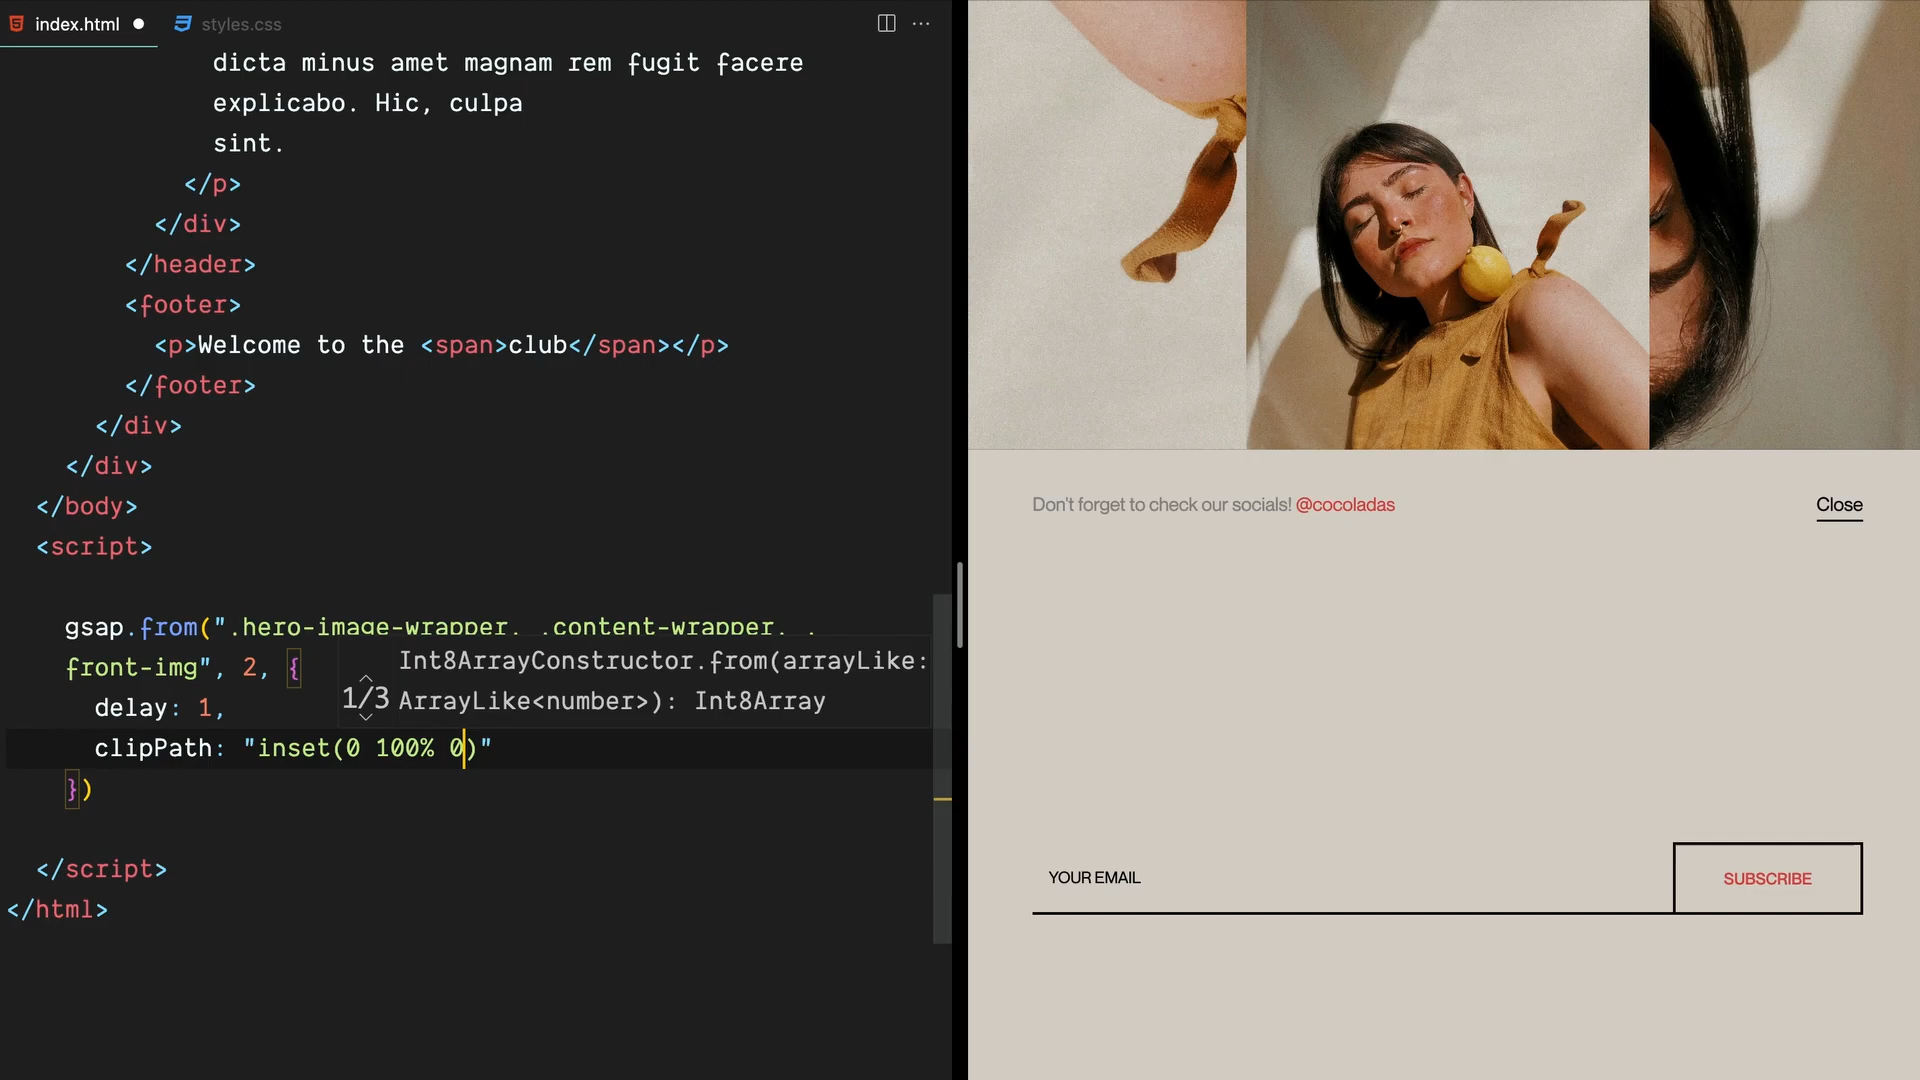 index.html
styles.css
dicta minus amet magnam rem fugit facere
explicabo. Hic, culpa
sint.
</p>
</div>
</header>
<footer>
<p>Welcome to the <span>club</span></p>
</footer>
</div>
</div>
</body>
<script>
gsap.from(".hero-image-wrapper, .content-wrapper, .
front-img", 2, {
Int8ArrayConstructor.from(arrayLike:
1/3 ArrayLike<number>): Int8Array
delay: 1,
clipPath: "inset(0 100% 0)"
})
</script>
</html>
Don't forget to check our socials! @cocoladas
Close
YOUR EMAIL
SUBSCRIBE